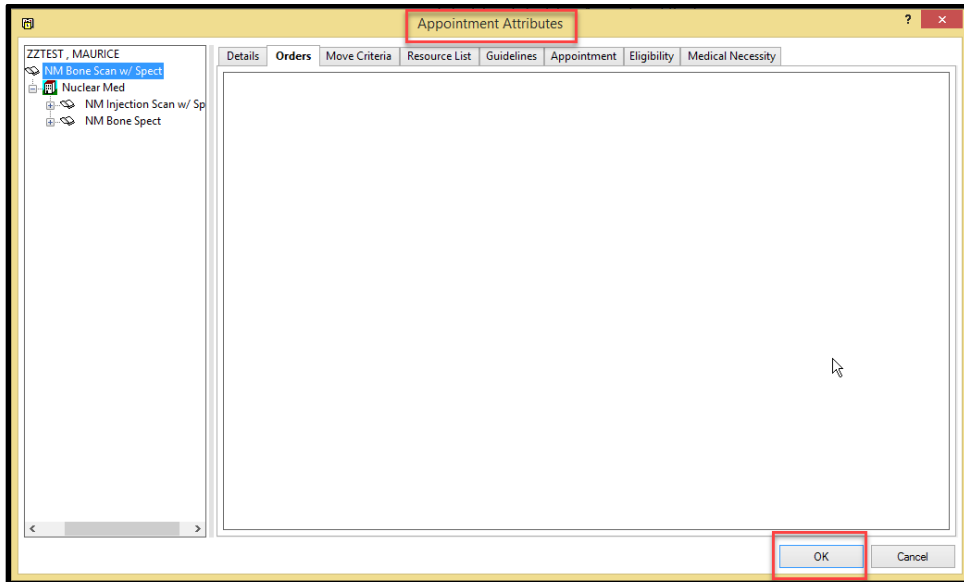 Appointment Attributes
? ×
ZZTEST , MAURICE
NM Bone Scan w/ Spect
Nuclear Med
NM Injection Scan w/ Sp
NM Bone Spect
Details Orders Move Criteria Resource List Guidelines Appointment Eligibility Medical Necessity
OK Cancel